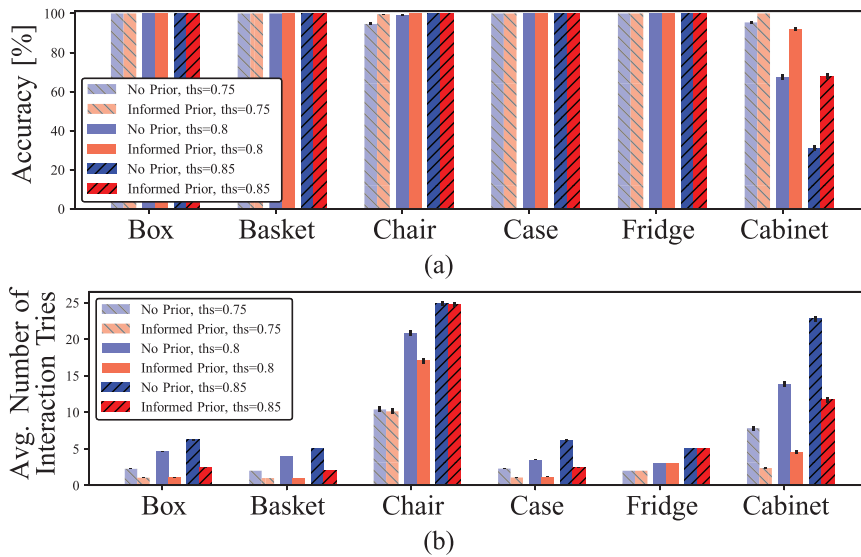 Accuracy [%]
100
80
60
40
20
0
No Prior, ths=0.75
Informed Prior, ths=0.75
No Prior, ths=0.8
Informed Prior, ths=0.8
No Prior, ths=0.85
Informed Prior, ths=0.85
Box Basket Chair Case Fridge Cabinet
(a)
Avg. Number of
Interaction Tries
25
20
15
10
5
0
No Prior, ths=0.75
Informed Prior, ths=0.75
No Prior, ths=0.8
Informed Prior, ths=0.8
No Prior, ths=0.85
Informed Prior, ths=0.85
Box Basket Chair Case Fridge Cabinet
(b)